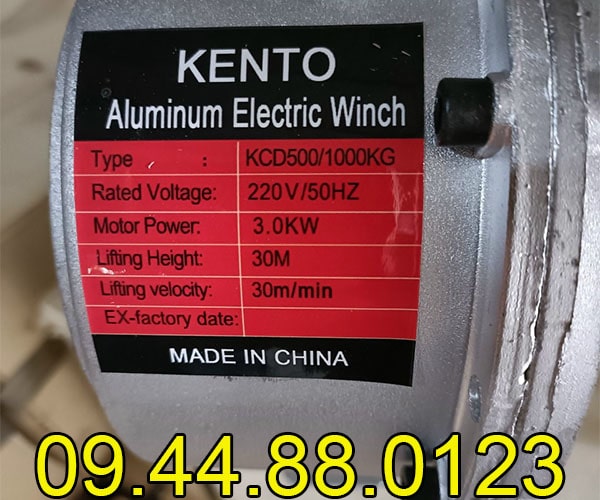 KENTO
Aluminum Electric Winch
Type : KCD500/1000KG
Rated Voltage: 220V/50HZ
Motor Power: 3.0KW
Lifting Height: 30M
Lifting velocity: 30m/min
EX-factory date:
MADE IN CHINA
09.44.88.0123